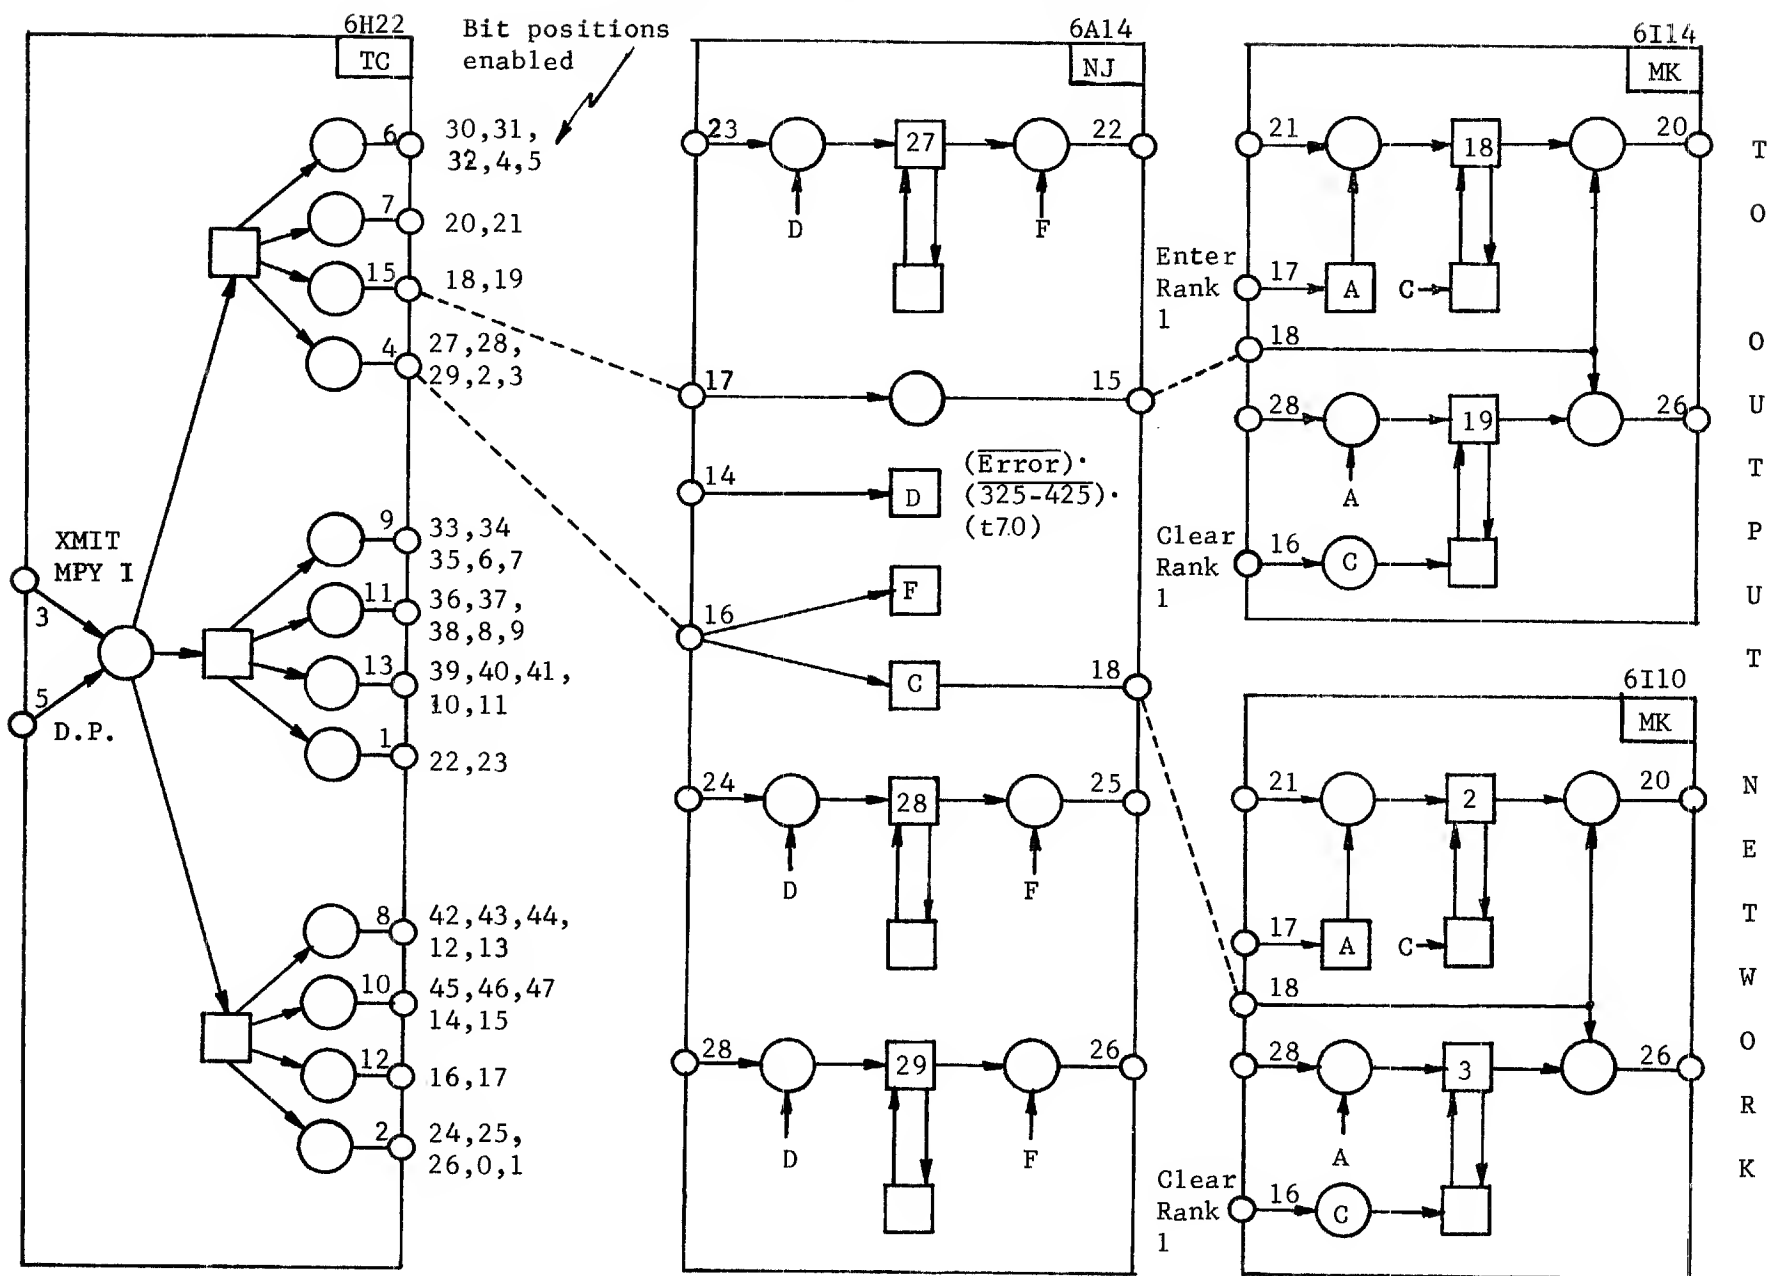 6H22
TC
Bit positions
enabled
6
30,31,
32,4,5
7
20,21
15
18,19
4
27,28,
29,2,3
XMIT
MPY I
3
5
D.P.
9
33,34
35,6,7
11
36,37,
38,8,9
13
39,40,41,
10,11
1
22,23
8
42,43,44,
12,13
10
45,46,47
14,15
12
16,17
2
24,25,
26,0,1
6A14
NJ
23
27
22
D
F
17
15
14
D
(Error)·
(325-425)·
(t70)
F
16
C
18
24
28
25
D
F
28
29
26
D
F
6I14
MK
21
18
20
Enter
Rank
1
17
A
C
18
28
19
26
A
Clear
Rank
1
16
C
6I10
MK
21
2
20
17
A
C
18
28
3
26
A
Clear
Rank
1
16
C
TO OUTPUT NETWORK